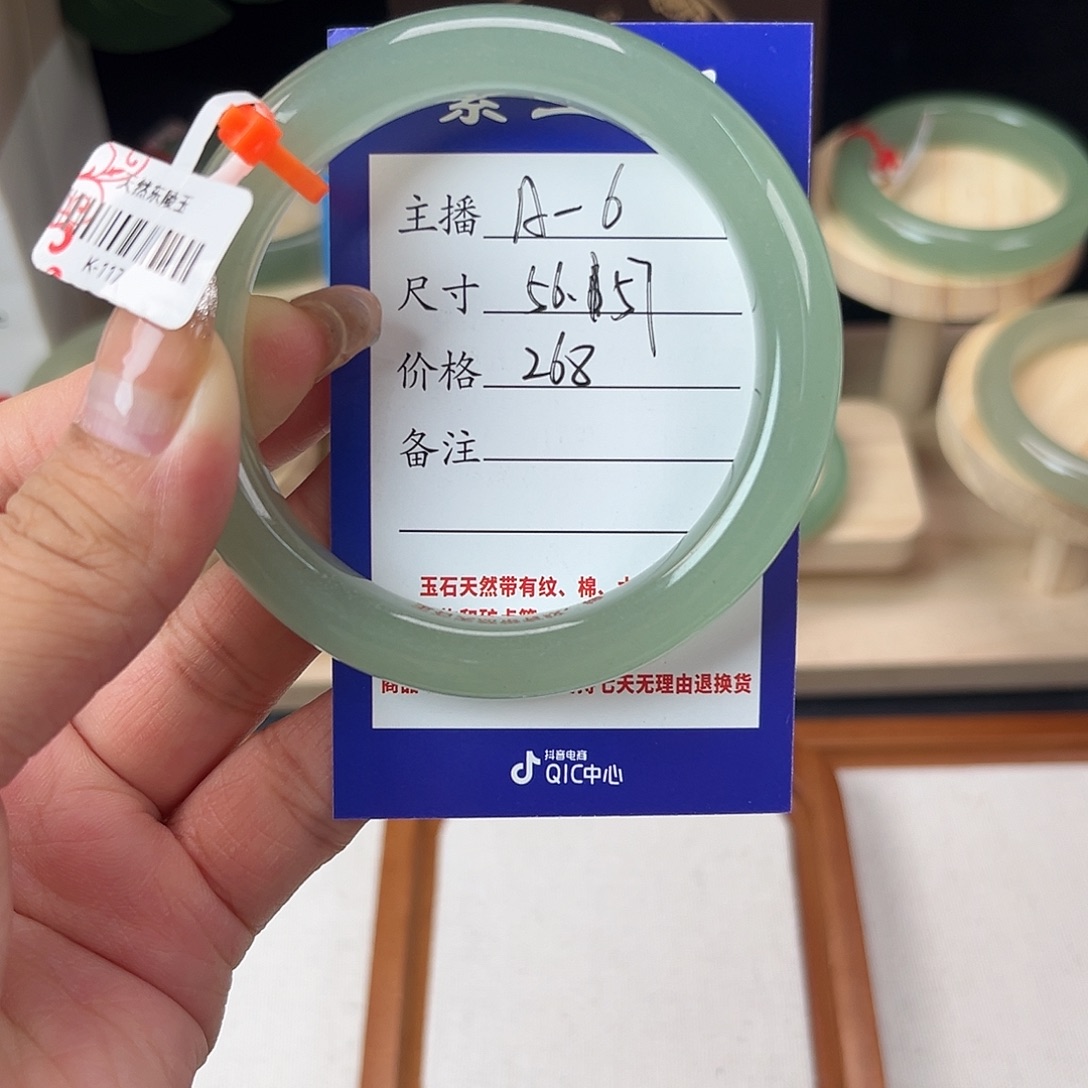 天然东陵玉
K-117
主播 A-6
尺寸 56.57
价格 268
备注
玉石天然带有纹、棉、
七天无理由退换货
抖音电商
QIC中心